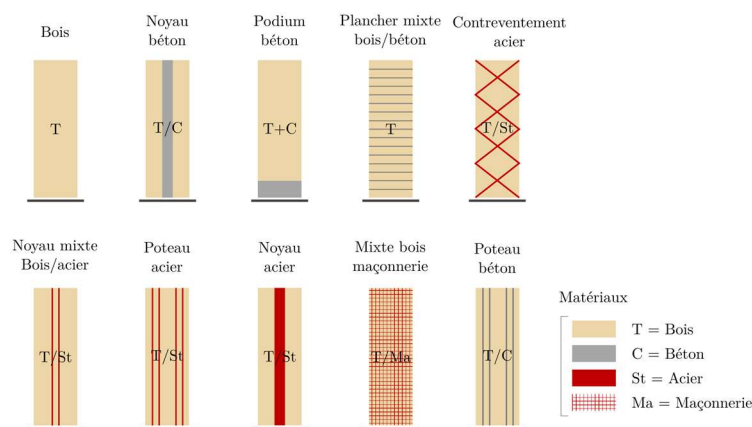 Bois
Noyau
béton
Podium
béton
Plancher mixte
bois/béton
Contreventement
acier
T
T/C
T+C
T
T/St
Noyau mixte
Bois/acier
Poteau
acier
Noyau
acier
Mixte bois
maçonnerie
Poteau
béton
T/St
T/St
T/St
T/Ma
T/C
Matériaux
T = Bois
C = Béton
St = Acier
Ma = Maçonnerie